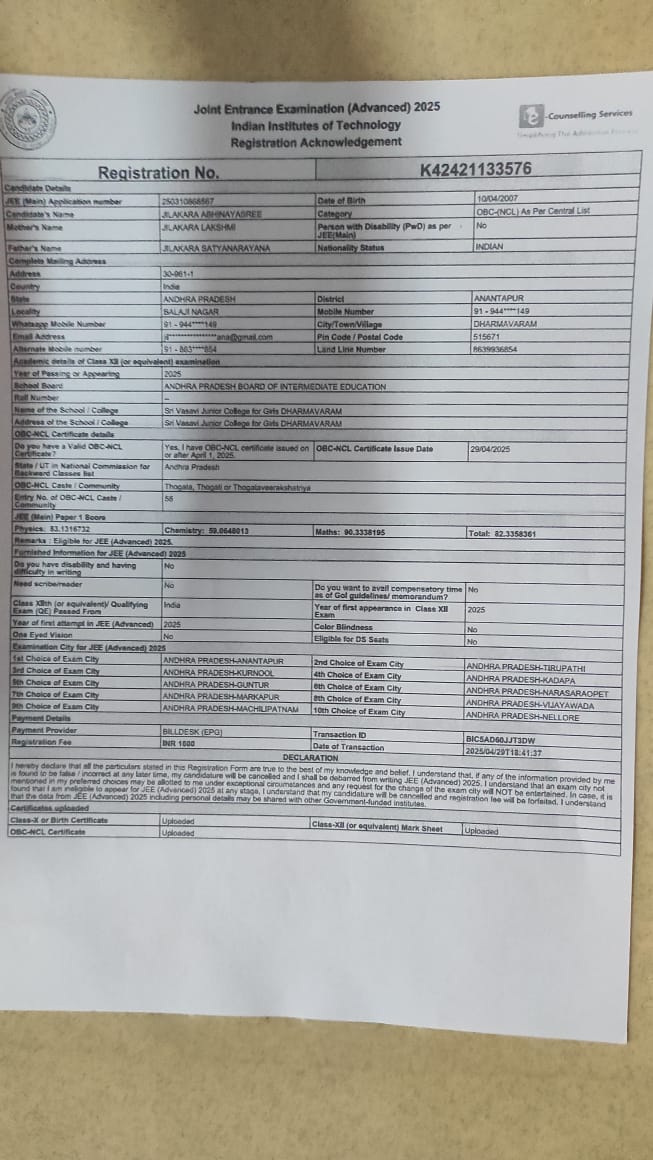 Joint Entrance Examination (Advanced) 2025
Indian Institutes of Technology
Registration Acknowledgement
e-Counselling Services
Registration No. K42421133576
Candidate Details
JEE (Main) Application number 250310868567 Date of Birth 10/04/2007
Candidate's Name JILAKARA ABHINAYASREE Category OBC-(NCL) As Per Central List
Mother's Name JILAKARA LAKSHMI Person with Disability (PwD) as per JEE(Main) No
Father's Name JILAKARA SATYANARAYANA Nationality Status INDIAN
Complete Mailing Address
Address 30-961-1
Country India
State ANDHRA PRADESH District ANANTAPUR
Locality BALAJI NAGAR Mobile Number 91 - 944****149
Whatsapp Mobile Number 91 - 944****149 City/Town/Village DHARMAVARAM
Email Address ana@gmail.com Pin Code / Postal Code 515671
Alternate Mobile number 91 - 863****854 Land Line Number 8639936854
Academic details of Class XII (or equivalent) examination
Year of Passing or Appearing 2025
School Board ANDHRA PRADESH BOARD OF INTERMEDIATE EDUCATION
Roll Number --
Name of the School / College Sri Vasavi Junior College for Girls DHARMAVARAM
Address of the School / College Sri Vasavi Junior College for Girls DHARMAVARAM
OBC-NCL Certificate details
Do you have a Valid OBC-NCL Certificate? Yes, I have OBC-NCL certificate issued on or after April 1, 2025. OBC-NCL Certificate Issue Date 29/04/2025
State / UT in National Commission for Backward Classes list Andhra Pradesh
OBC-NCL Caste / Community Thogata, Thogati or Thogataveerakshatriya
Entry No. of OBC-NCL Caste / Community 56
JEE (Main) Paper 1 Score
Physics: 83.1316732 Chemistry: 59.0648013 Maths: 90.3338195 Total: 82.3358361
Remarks : Eligible for JEE (Advanced) 2025.
Furnished Information for JEE (Advanced) 2025
Do you have disability and having difficulty in writing No
Need scribe/reader No Do you want to avail compensatory time as of GoI guidelines/ memorandum? No
Class XIIth (or equivalent)/ Qualifying Exam (QE) Passed From India Year of first appearance in Class XII Exam 2025
Year of first attempt in JEE (Advanced) 2025 Color Blindness No
One Eyed Vision No Eligible for DS Seats No
Examination City for JEE (Advanced) 2025
1st Choice of Exam City ANDHRA PRADESH-ANANTAPUR 2nd Choice of Exam City ANDHRA PRADESH-TIRUPATHI
3rd Choice of Exam City ANDHRA PRADESH-KURNOOL 4th Choice of Exam City ANDHRA PRADESH-KADAPA
5th Choice of Exam City ANDHRA PRADESH-GUNTUR 6th Choice of Exam City ANDHRA PRADESH-NARASARAOPET
7th Choice of Exam City ANDHRA PRADESH-MARKAPUR 8th Choice of Exam City ANDHRA PRADESH-VIJAYAWADA
9th Choice of Exam City ANDHRA PRADESH-MACHILIPATNAM 10th Choice of Exam City ANDHRA PRADESH-NELLORE
Payment Details
Payment Provider BILLDESK (EPG) Transaction ID BIC5AD60JJT3DW
Registration Fee INR 1600 Date of Transaction 2025/04/29T18:41:37
DECLARATION
I hereby declare that all the particulars stated in this Registration Form are true to the best of my knowledge and belief. I understand that, if any of the information provided by me
is found to be false / incorrect at any later time, my candidature will be cancelled and I shall be debarred from writing JEE (Advanced) 2025. I understand that an exam city not
mentioned in my preferred choices may be allotted to me under exceptional circumstances and any request for the change of the exam city will NOT be entertained. In case, it is
found that I am ineligible to appear for JEE (Advanced) 2025 at any stage, I understand that my candidature will be cancelled and registration fee will be forfeited. I understand
that the data from JEE (Advanced) 2025 including personal details may be shared with other Government-funded institutes.
Certificates uploaded
Class-X or Birth Certificate Uploaded Class-XII (or equivalent) Mark Sheet Uploaded
OBC-NCL Certificate Uploaded